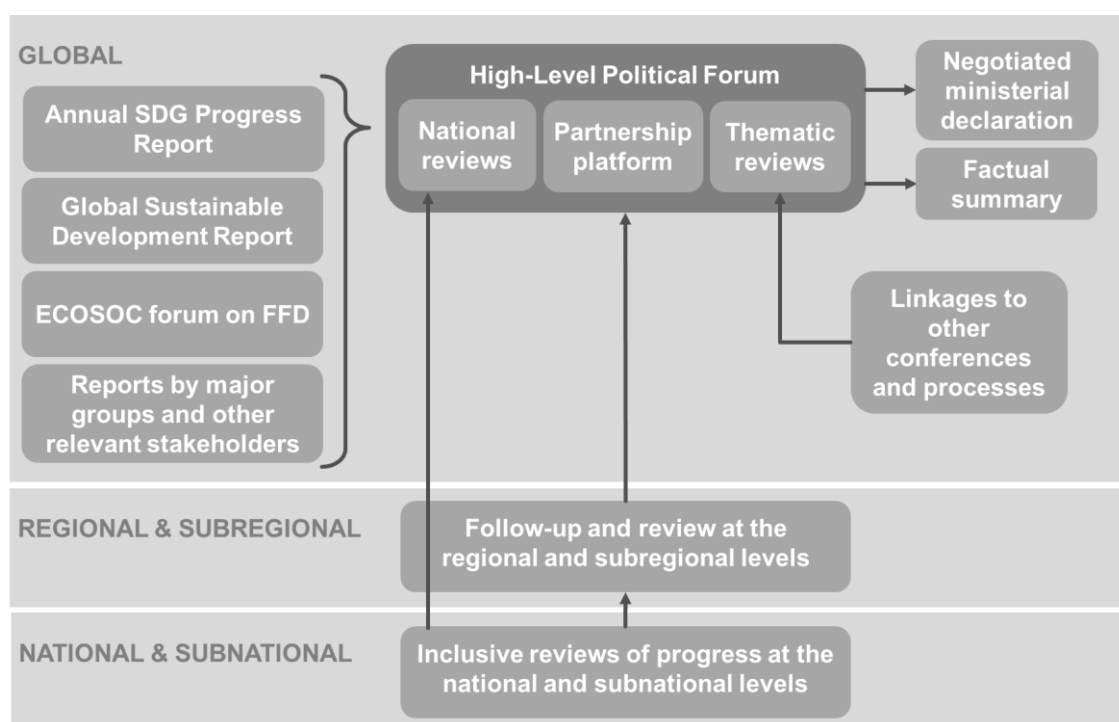 GLOBAL
Annual SDG Progress
Report
Global Sustainable
Development Report
ECOSOC forum on FFD
Reports by major
groups and other
relevant stakeholders
High-Level Political Forum
National
reviews
Partnership
platform
Thematic
reviews
Negotiated
ministerial
declaration
Factual
summary
Linkages to
other
conferences
and processes
REGIONAL & SUBREGIONAL
Follow-up and review at the
regional and subregional levels
NATIONAL & SUBNATIONAL
Inclusive reviews of progress at the
national and subnational levels